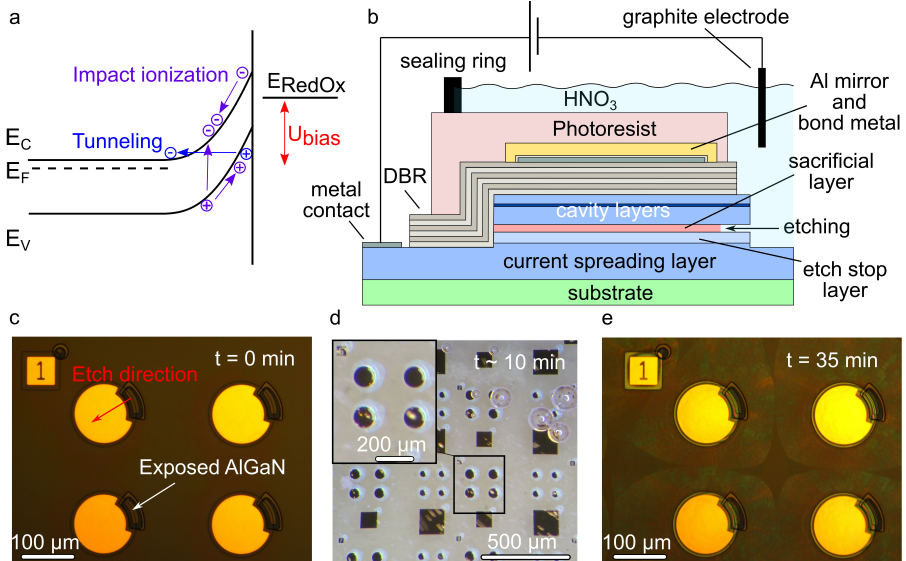 a
Impact ionization
E_RedOx
Tunneling
U_bias
E_C
E_F
E_V
b
graphite electrode
sealing ring
HNO₃
Al mirror
and
bond metal
Photoresist
sacrificial
layer
DBR
metal
contact
cavity layers
etching
current spreading layer
etch stop
layer
substrate
c
1
t = 0 min
Etch direction
Exposed AlGaN
100 µm
d
t ~ 10 min
200 µm
500 µm
e
1
t = 35 min
100 µm